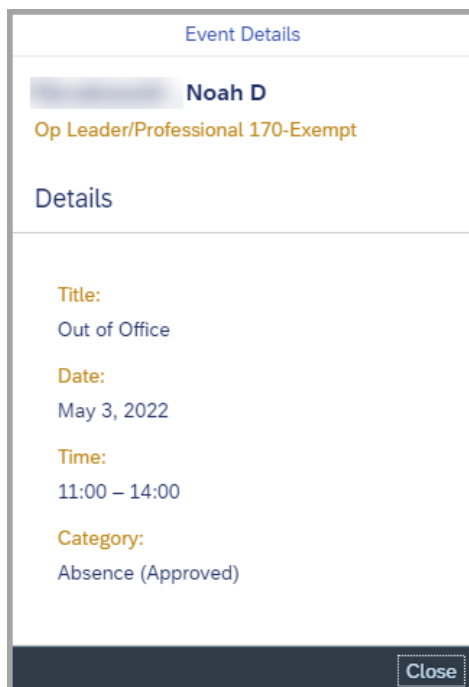 Event Details
Noah D
Op Leader/Professional 170-Exempt
Details
Title:
Out of Office
Date:
May 3, 2022
Time:
11:00 – 14:00
Category:
Absence (Approved)
Close